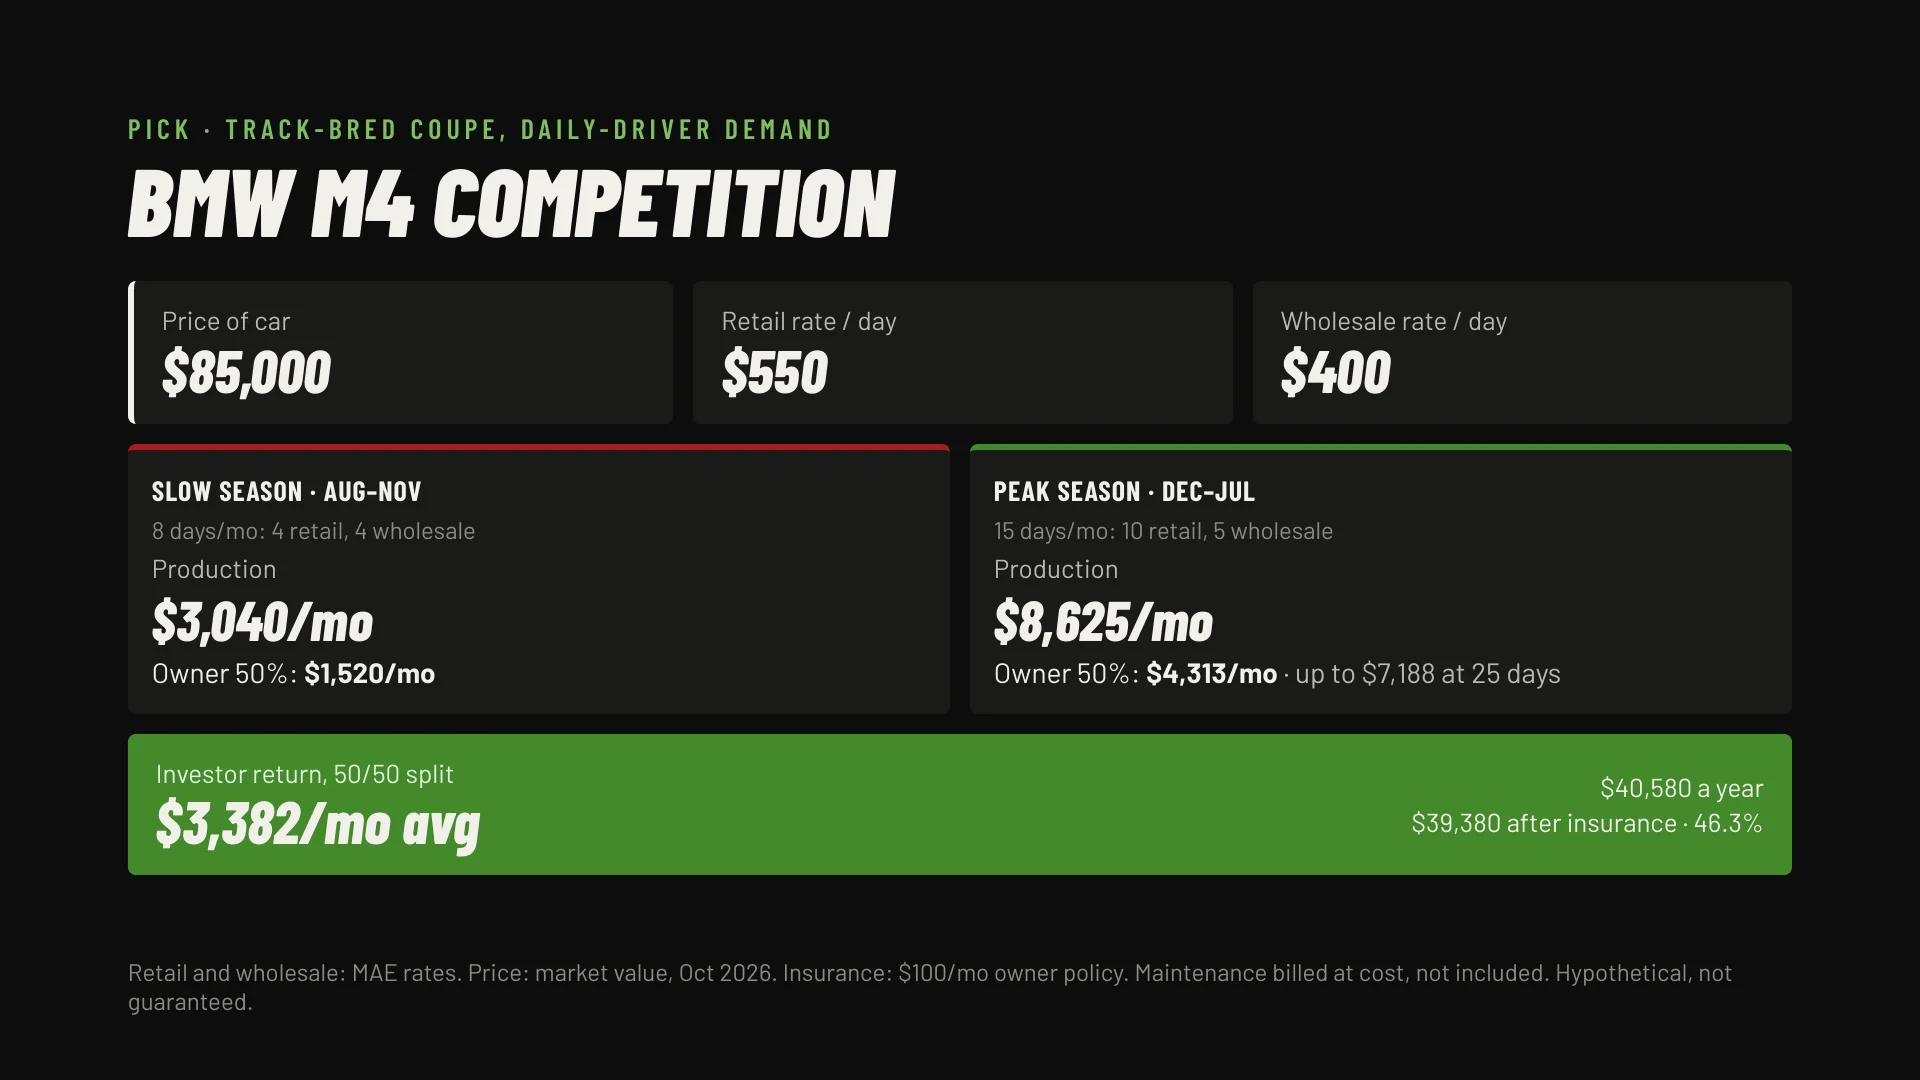 PICK · TRACK-BRED COUPE, DAILY-DRIVER DEMAND
BMW M4 COMPETITION
Price of car
$85,000
Retail rate / day
$550
Wholesale rate / day
$400
SLOW SEASON · AUG–NOV
8 days/mo: 4 retail, 4 wholesale
Production
$3,040/mo
Owner 50%: $1,520/mo
PEAK SEASON · DEC–JUL
15 days/mo: 10 retail, 5 wholesale
Production
$8,625/mo
Owner 50%: $4,313/mo · up to $7,188 at 25 days
Investor return, 50/50 split
$3,382/mo avg
$40,580 a year
$39,380 after insurance · 46.3%
Retail and wholesale: MAE rates. Price: market value, Oct 2026. Insurance: $100/mo owner policy. Maintenance billed at cost, not included. Hypothetical, not
guaranteed.